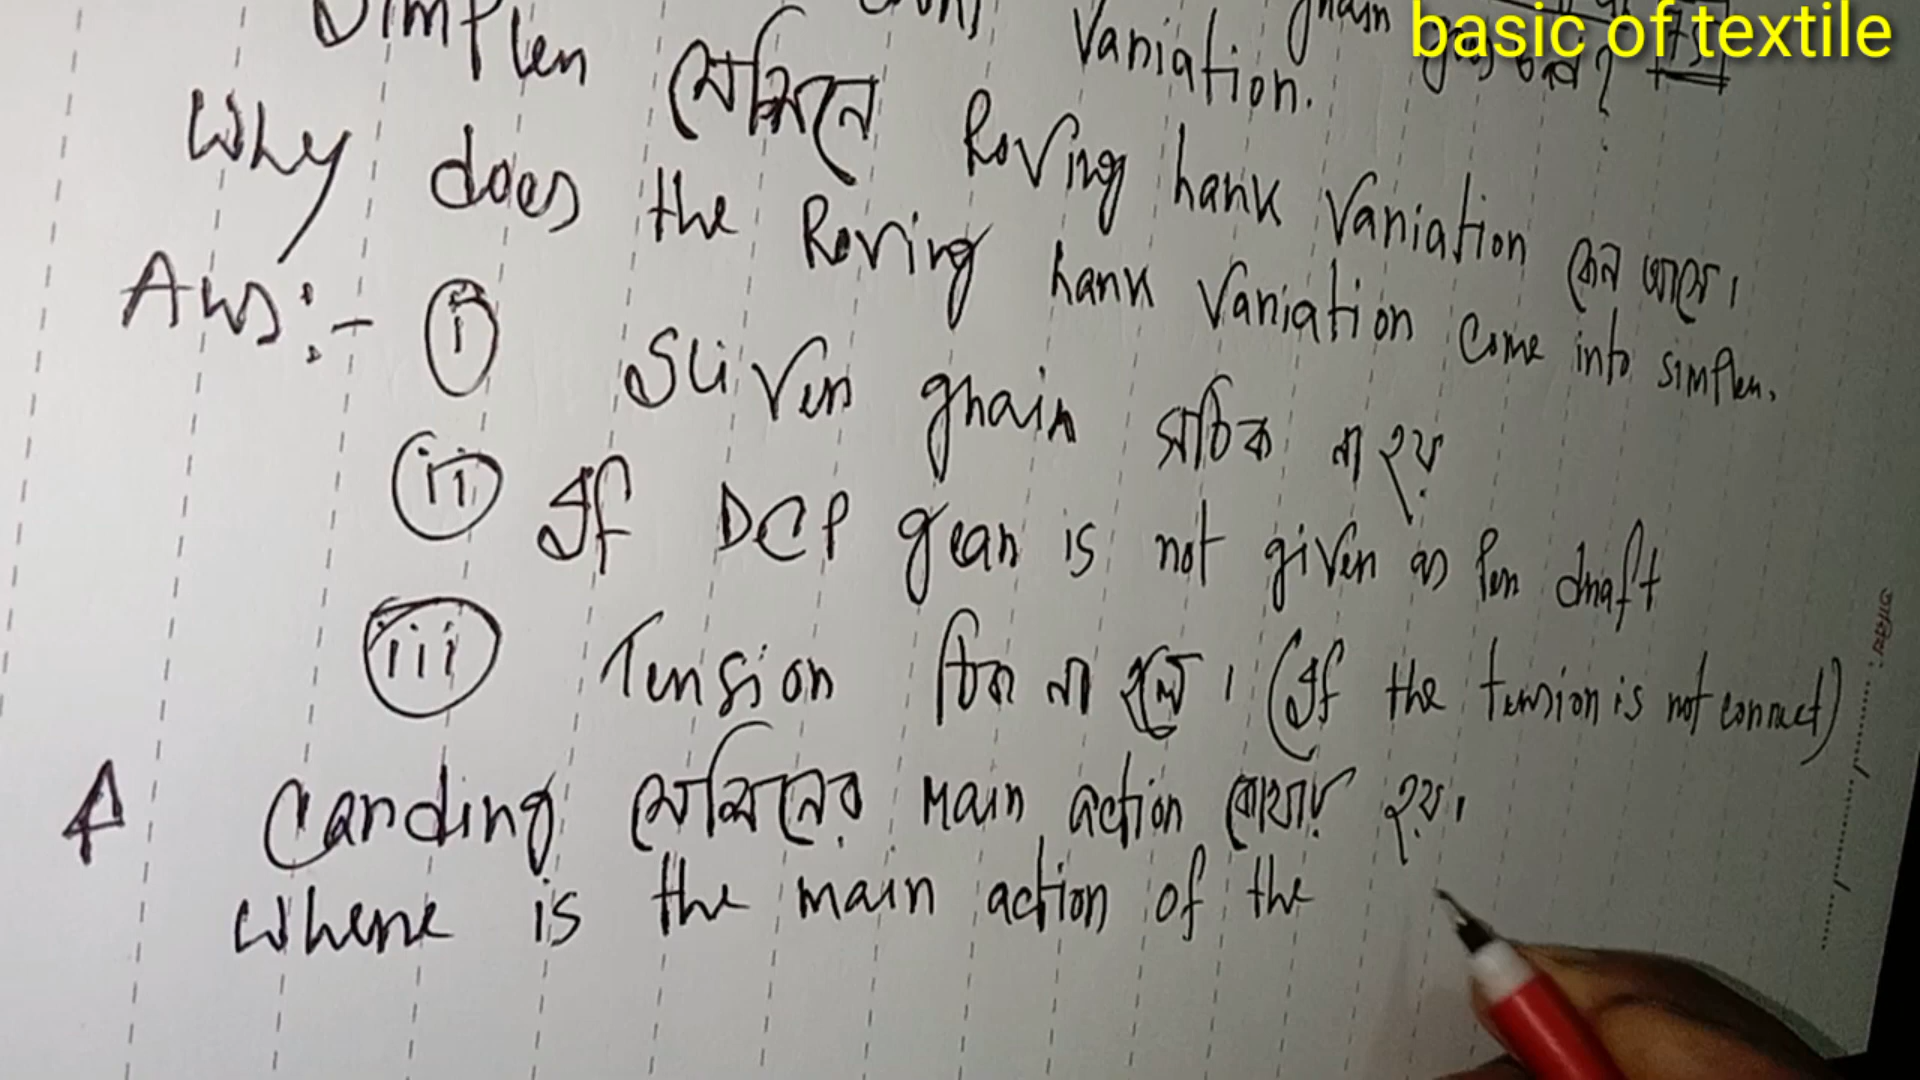 basic of textile
Variation.
Simplex মেশিনে Roving hank Variation কেন আসে।
Why does the Roving hank Variation come into simplex.
Ans:- (i) Sliver grain সঠিক না হয়
(ii) If DCP gear is not given as Per draft
(iii) Tension ঠিক না হলে। (If the tension is not correct)
Carding মেশিনের Main action কোথায় হয়।
Where is the main action of the